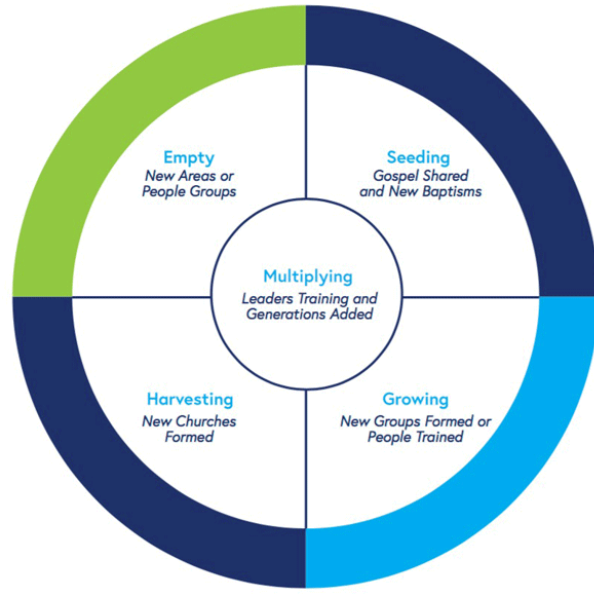 Empty
New Areas or
People Groups
Seeding
Gospel Shared
and New Baptisms
Multiplying
Leaders Training and
Generations Added
Harvesting
New Churches
Formed
Growing
New Groups Formed or
People Trained